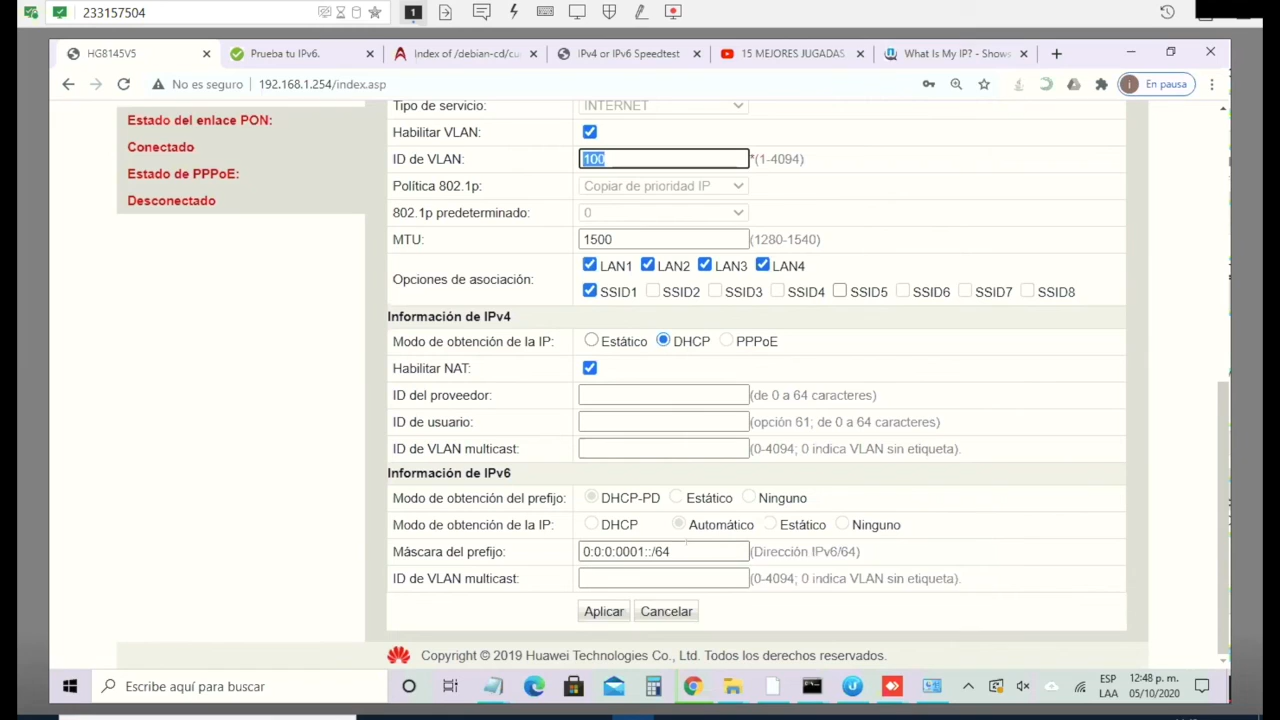 233157504
1
HG8145V5
Prueba tu IPv6.
Index of /debian-cd/cu
IPv4 or IPv6 Speedtest
15 MEJORES JUGADAS
What Is My IP? - Shows
No es seguro
192.168.1.254/index.asp
En pausa
Estado del enlace PON:
Conectado
Estado de PPPoE:
Desconectado
Tipo de servicio: INTERNET
Habilitar VLAN:
ID de VLAN: 100 *(1-4094)
Política 802.1p: Copiar de prioridad IP
802.1p predeterminado: 0
MTU: 1500 (1280-1540)
Opciones de asociación: LAN1 LAN2 LAN3 LAN4
SSID1 SSID2 SSID3 SSID4 SSID5 SSID6 SSID7 SSID8
Información de IPv4
Modo de obtención de la IP: Estático DHCP PPPoE
Habilitar NAT:
ID del proveedor: (de 0 a 64 caracteres)
ID de usuario: (opción 61; de 0 a 64 caracteres)
ID de VLAN multicast: (0-4094; 0 indica VLAN sin etiqueta).
Información de IPv6
Modo de obtención del prefijo: DHCP-PD Estático Ninguno
Modo de obtención de la IP: DHCP Automático Estático Ninguno
Máscara del prefijo: 0:0:0:0001::/64 (Dirección IPv6/64)
ID de VLAN multicast: (0-4094; 0 indica VLAN sin etiqueta).
Aplicar Cancelar
Copyright © 2019 Huawei Technologies Co., Ltd. Todos los derechos reservados.
Escribe aquí para buscar
ESP
LAA
12:48 p. m.
05/10/2020